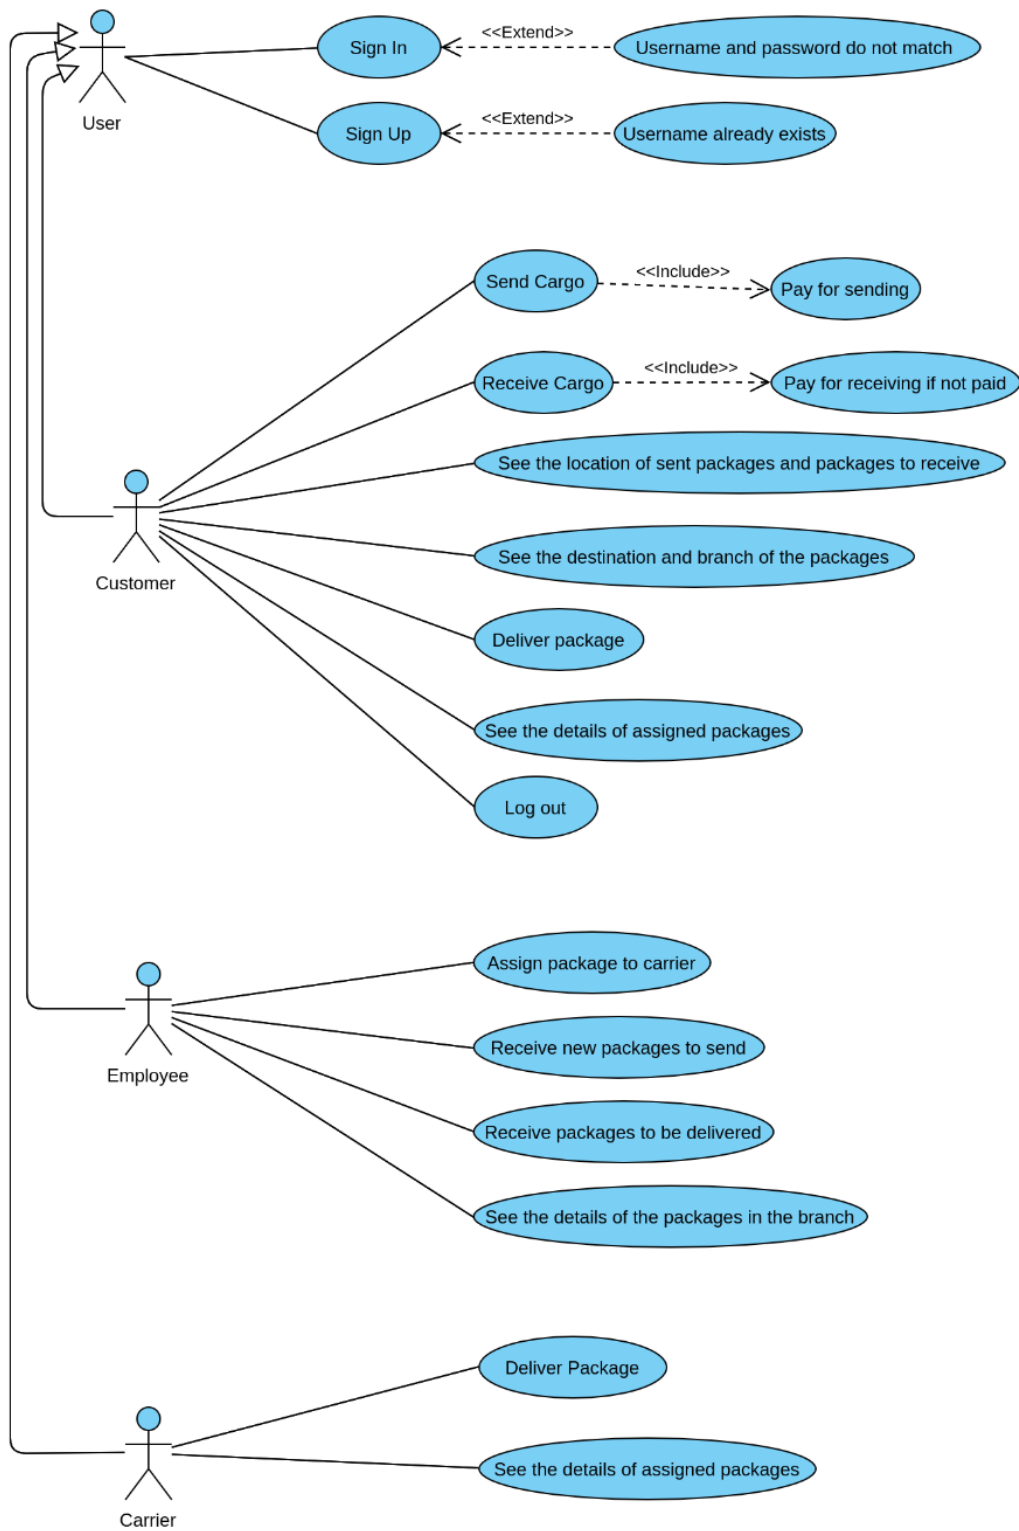 <<Extend>>
Sign In
Username and password do not match
User
<<Extend>>
Sign Up
Username already exists
Send Cargo
<<Include>>
Pay for sending
Receive Cargo
<<Include>>
Pay for receiving if not paid
See the location of sent packages and packages to receive
Customer
See the destination and branch of the packages
Deliver package
See the details of assigned packages
Log out
Assign package to carrier
Receive new packages to send
Employee
Receive packages to be delivered
See the details of the packages in the branch
Deliver Package
See the details of assigned packages
Carrier